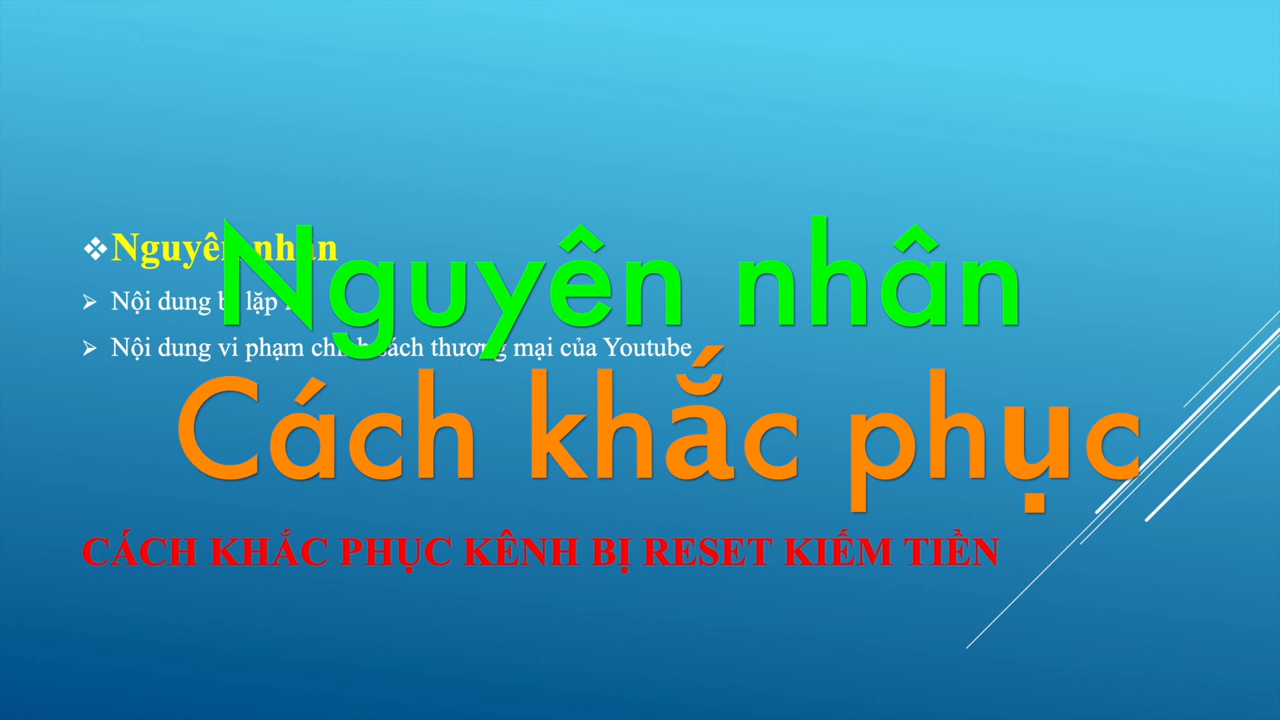 Nguyên nhân
Nội dung bị lặp
Nội dung vi phạm chính sách thương mại của Youtube
Nguyên nhân
Cách khắc phục
CÁCH KHẮC PHỤC KÊNH BỊ RESET KIẾM TIỀN